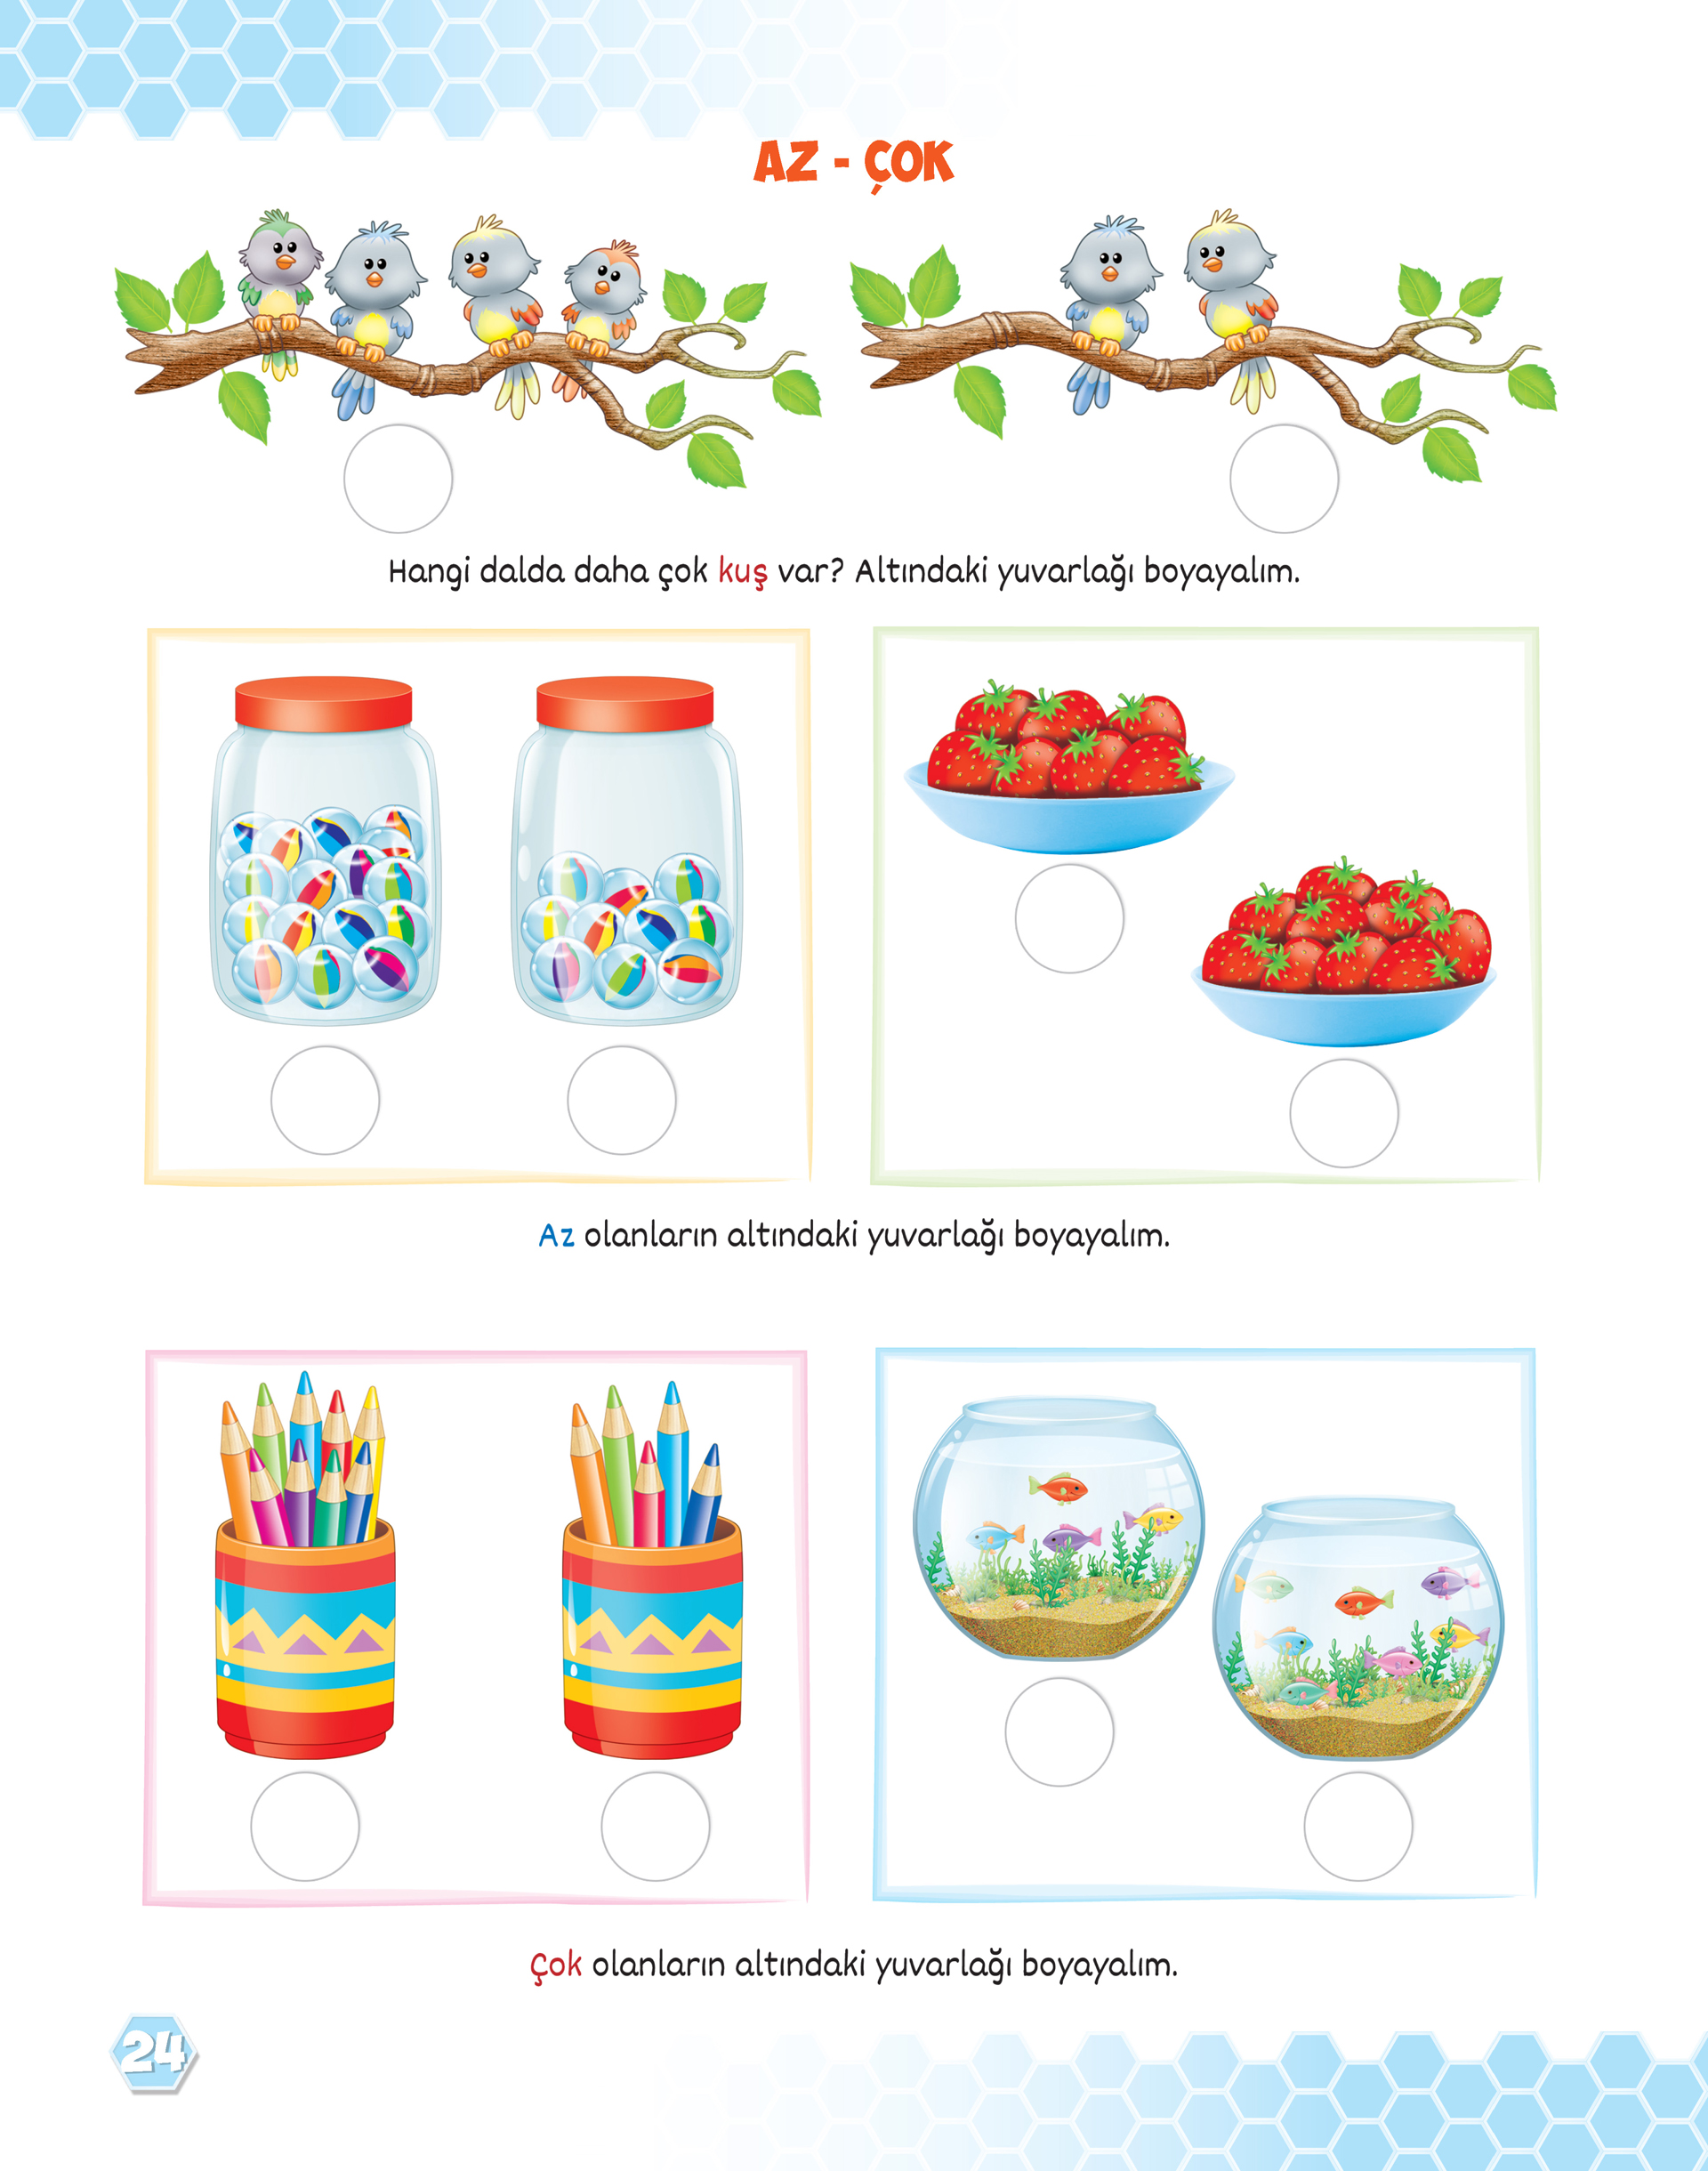 AZ - ÇOK
Hangi dalda daha çok kuş var? Altındaki yuvarlağı boyayalım.
Az olanların altındaki yuvarlağı boyayalım.
Çok olanların altındaki yuvarlağı boyayalım.
24